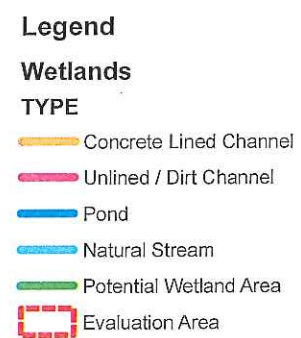 Legend
Wetlands
TYPE
Concrete Lined Channel
Unlined / Dirt Channel
Pond
Natural Stream
Potential Wetland Area
Evaluation Area